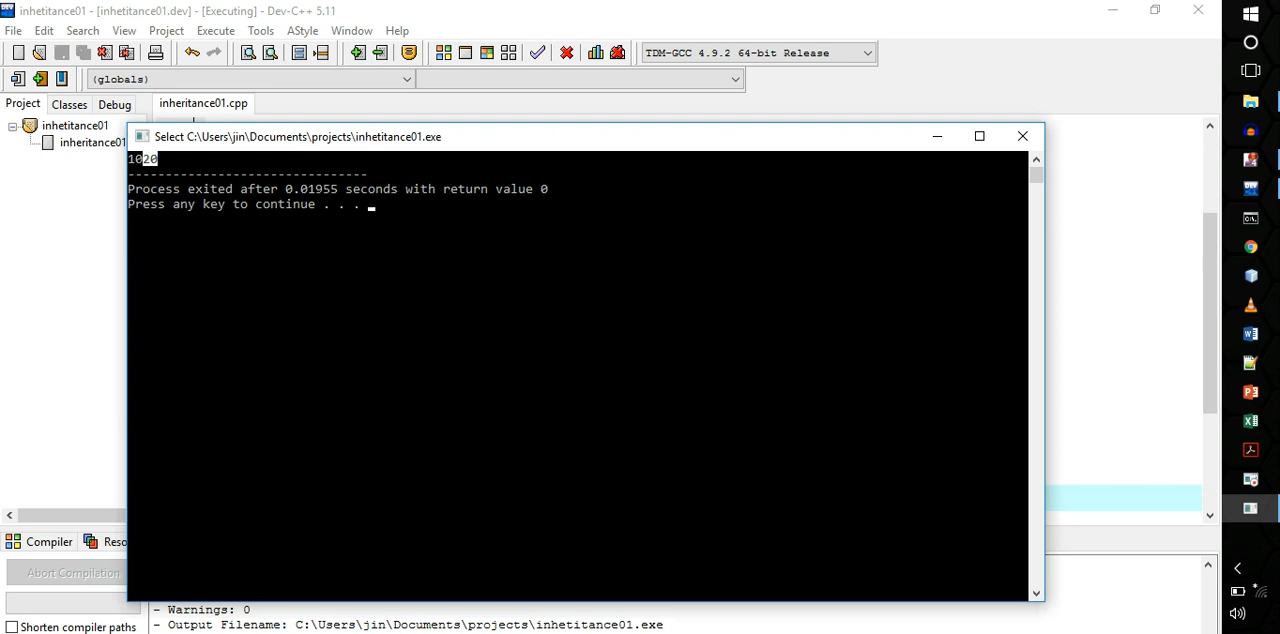 inhetitance01 - [inhetitance01.dev] - [Executing] - Dev-C++ 5.11
File Edit Search View Project Execute Tools AStyle Window Help
TDM-GCC 4.9.2 64-bit Release
(globals)
Project Classes Debug inheritance01.cpp
inhetitance01
inheritance01
Select C:\Users\jin\Documents\projects\inhetitance01.exe
1020
--------------------------------
Process exited after 0.01955 seconds with return value 0
Press any key to continue . . .
Compiler Reso
Abort Compilation
- Warnings: 0
- Output Filename: C:\Users\jin\Documents\projects\inhetitance01.exe
Shorten compiler paths